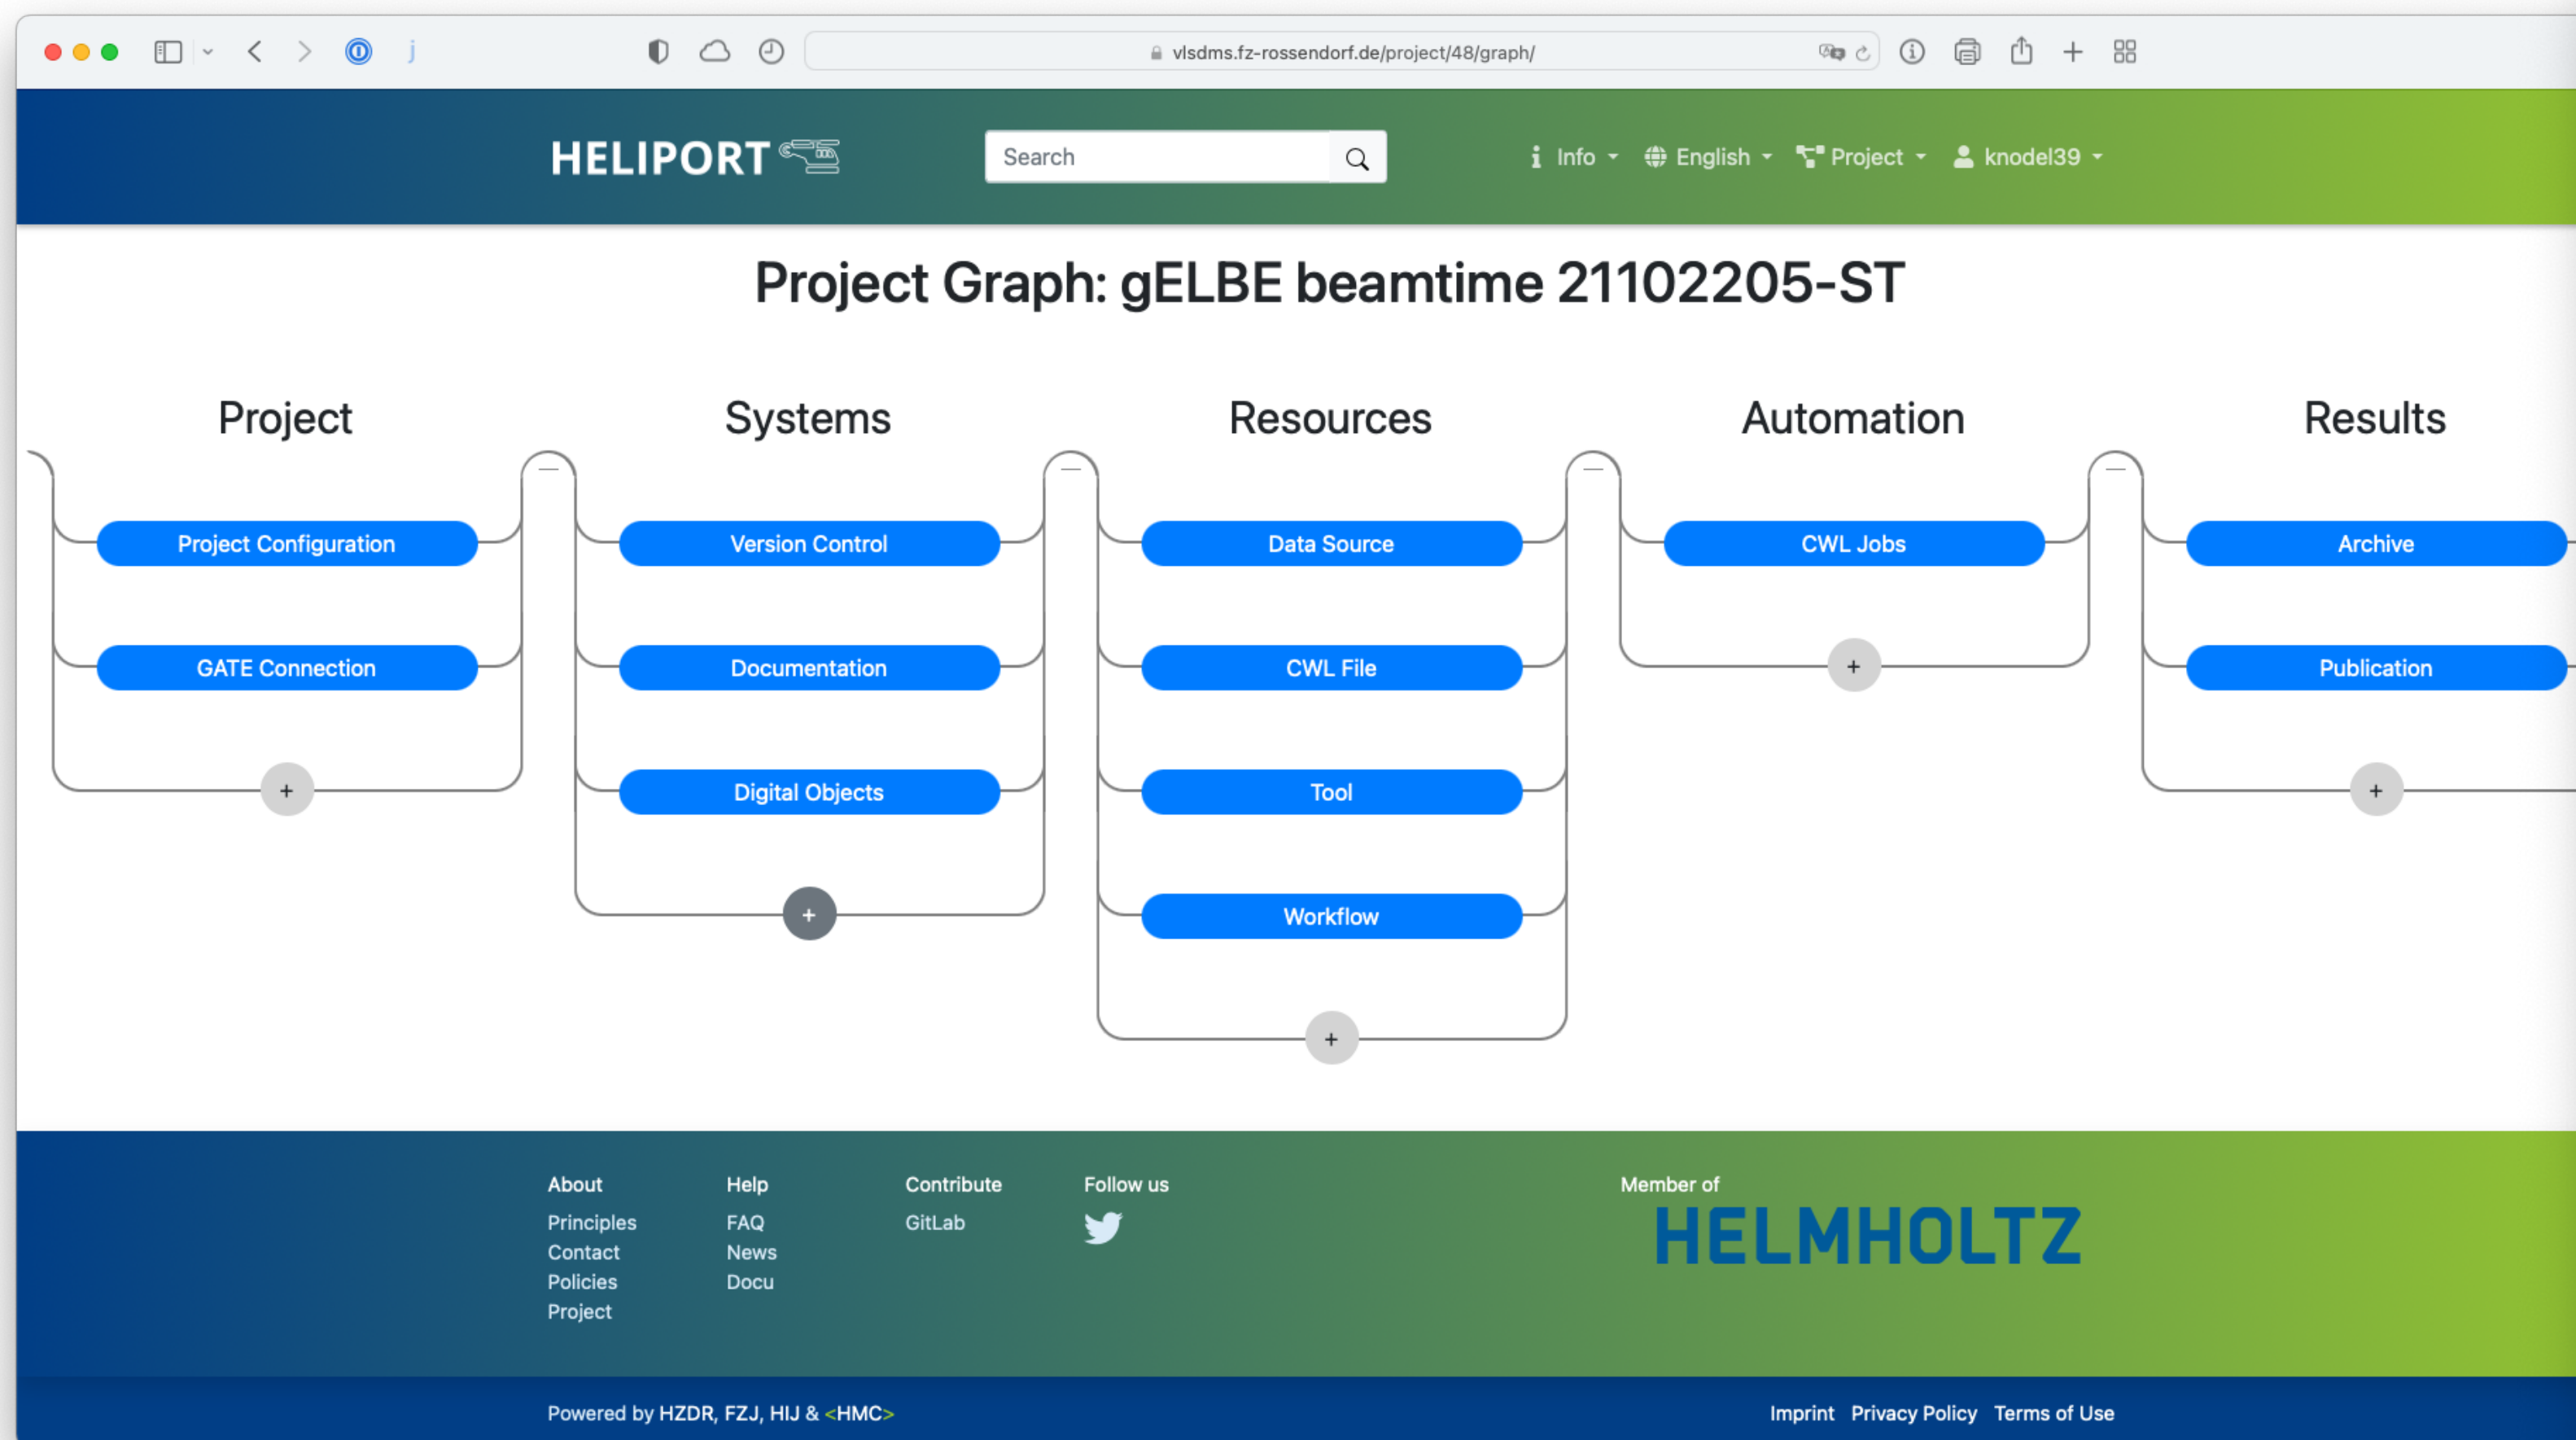 vlsdms.fz-rossendorf.de/project/48/graph/
HELIPORT
Search
Info
English
Project
knodel39
Project Graph: gELBE beamtime 21102205-ST
Project
Systems
Resources
Automation
Results
Project Configuration
Version Control
Data Source
CWL Jobs
Archive
GATE Connection
Documentation
CWL File
+
Publication
+
Digital Objects
Tool
+
+
Workflow
+
About
Help
Contribute
Follow us
Member of
Principles
FAQ
GitLab
HELMHOLTZ
Contact
News
Policies
Docu
Project
Powered by HZDR, FZJ, HIJ & <HMC>
Imprint Privacy Policy Terms of Use